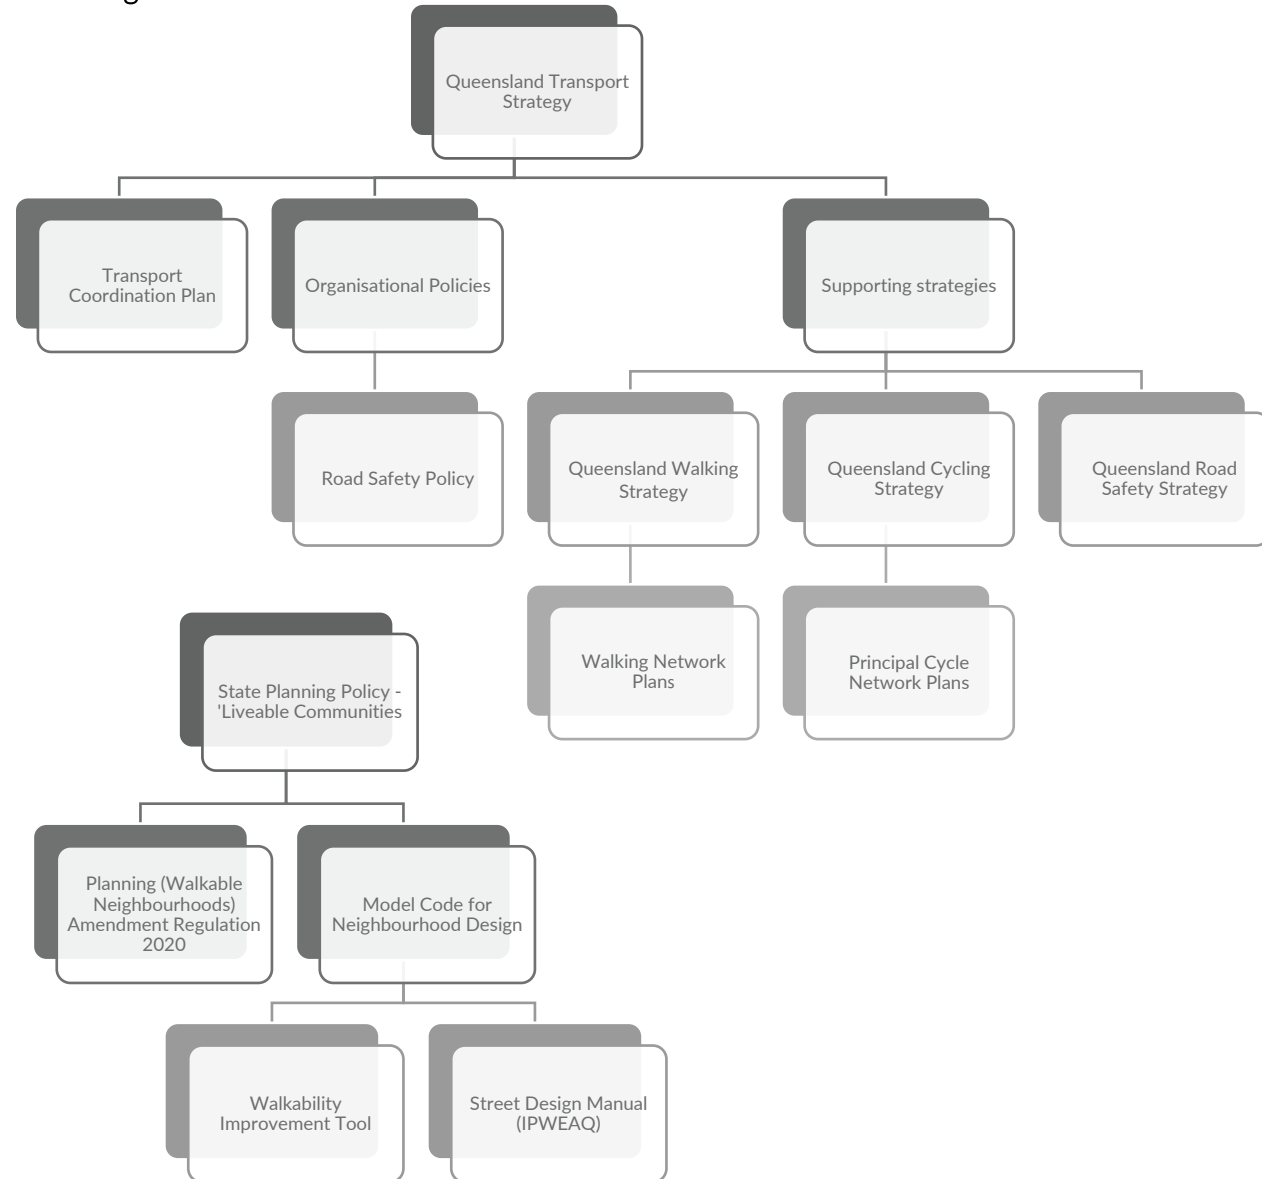 Queensland Transport
Strategy
Transport
Coordination Plan
Organisational Policies
Supporting strategies
Road Safety Policy
Queensland Walking
Strategy
Queensland Cycling
Strategy
Queensland Road
Safety Strategy
Walking Network
Plans
Principal Cycle
Network Plans
State Planning Policy -
'Liveable Communities
Planning (Walkable
Neighbourhoods)
Amendment Regulation
2020
Model Code for
Neighbourhood Design
Walkability
Improvement Tool
Street Design Manual
(IPWEAQ)